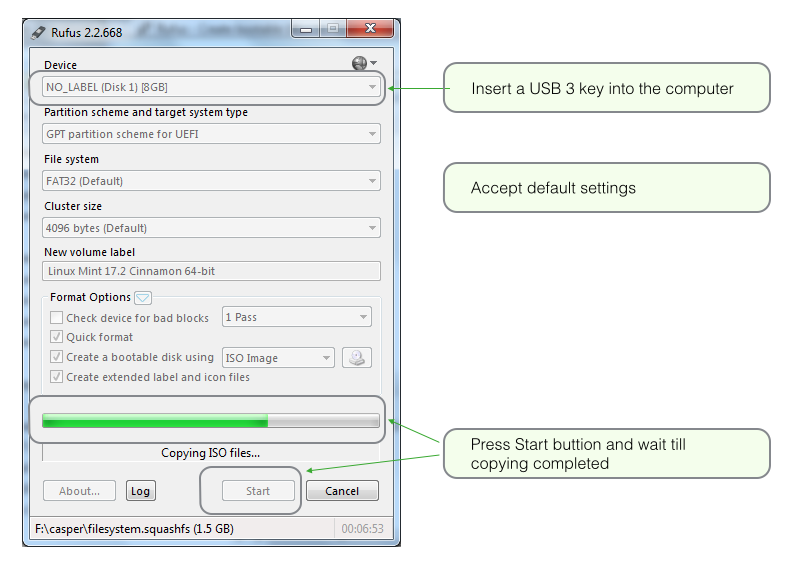 Rufus 2.2.668
Device
NO_LABEL (Disk 1) [8GB]
Insert a USB 3 key into the computer
Partition scheme and target system type
GPT partition scheme for UEFI
File system
FAT32 (Default)
Accept default settings
Cluster size
4096 bytes (Default)
New volume label
Linux Mint 17.2 Cinnamon 64-bit
Format Options
Check device for bad blocks
1 Pass
Quick format
Create a bootable disk using
ISO Image
Create extended label and icon files
Press Start buttion and wait till
copying completed
Copying ISO files...
About...
Log
Start
Cancel
F:\casper\filesystem.squashfs (1.5 GB)
00:06:53